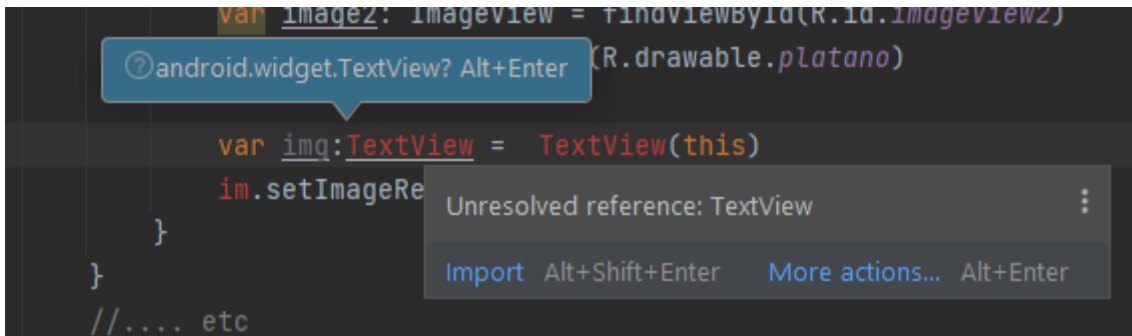 var image2: ImageView = findViewById(R.id.imageView2)
android.widget.TextView? Alt+Enter
(R.drawable.platano)
var img:TextView = TextView(this)
im.setImageRe
Unresolved reference: TextView
}
Import Alt+Shift+Enter More actions... Alt+Enter
}
//.... etc